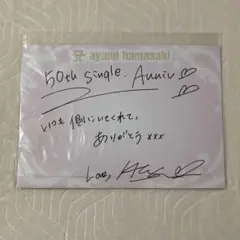 ayumi hamasaki
50th Single. Anniv
いつも側にいてくれて、
ありがとう xxx
Love,